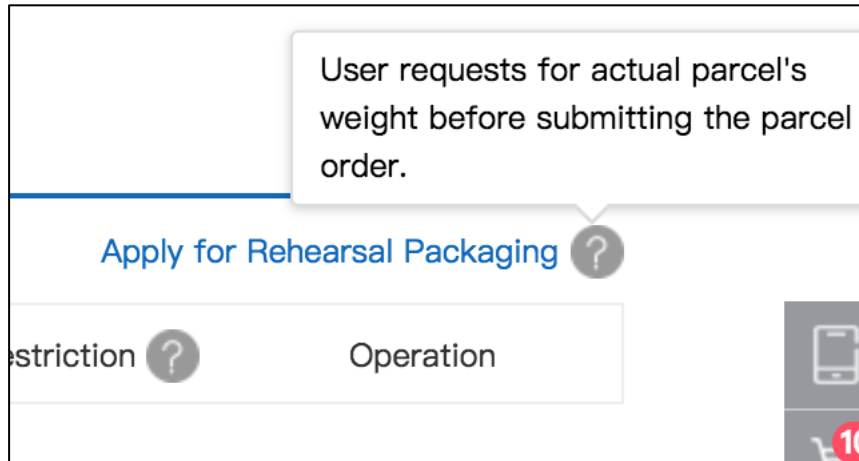 User requests for actual parcel's
weight before submitting the parcel
order.
Apply for Rehearsal Packaging ?
estriction ? Operation